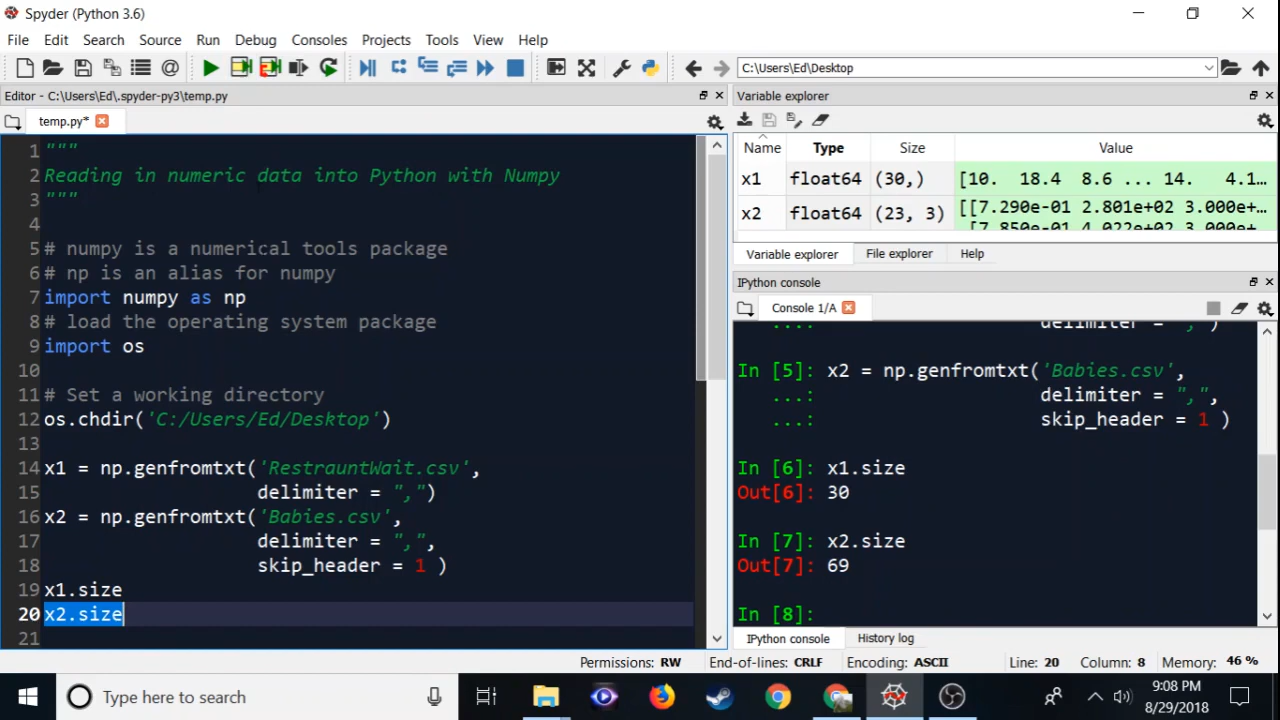 Spyder (Python 3.6)
File Edit Search Source Run Debug Consoles Projects Tools View Help
C:\Users\Ed\Desktop
Editor - C:\Users\Ed\.spyder-py3\temp.py
temp.py*
1 """
2 Reading in numeric data into Python with Numpy
3 """
4
5 # numpy is a numerical tools package
6 # np is an alias for numpy
7 import numpy as np
8 # load the operating system package
9 import os
10
11 # Set a working directory
12 os.chdir('C:/Users/Ed/Desktop')
13
14 x1 = np.genfromtxt('RestrauntWait.csv',
15 delimiter = ",")
16 x2 = np.genfromtxt('Babies.csv',
17 delimiter = ",",
18 skip_header = 1 )
19 x1.size
20 x2.size
21
Variable explorer
Name Type Size Value
x1 float64 (30,) [10. 18.4 8.6 ... 14. 4.1...
x2 float64 (23, 3) [[7.290e-01 2.801e+02 3.000e+...
[7.850e-01 4.022e+02 3.000e+...
Variable explorer File explorer Help
IPython console
Console 1/A
...: delimiter = ",")
In [5]: x2 = np.genfromtxt('Babies.csv',
...: delimiter = ",",
...: skip_header = 1 )
In [6]: x1.size
Out[6]: 30
In [7]: x2.size
Out[7]: 69
In [8]:
IPython console History log
Permissions: RW End-of-lines: CRLF Encoding: ASCII Line: 20 Column: 8 Memory: 46 %
Type here to search
9:08 PM
8/29/2018